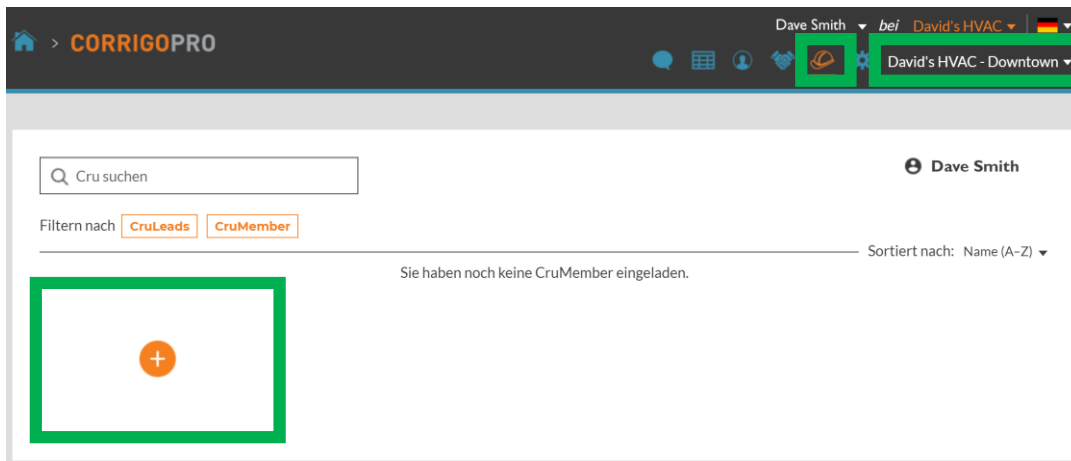 Dave Smith bei David's HVAC
> CORRIGOPRO
David's HVAC - Downtown
Cru suchen
Dave Smith
Filtern nach CruLeads CruMember
Sortiert nach: Name (A–Z)
Sie haben noch keine CruMember eingeladen.